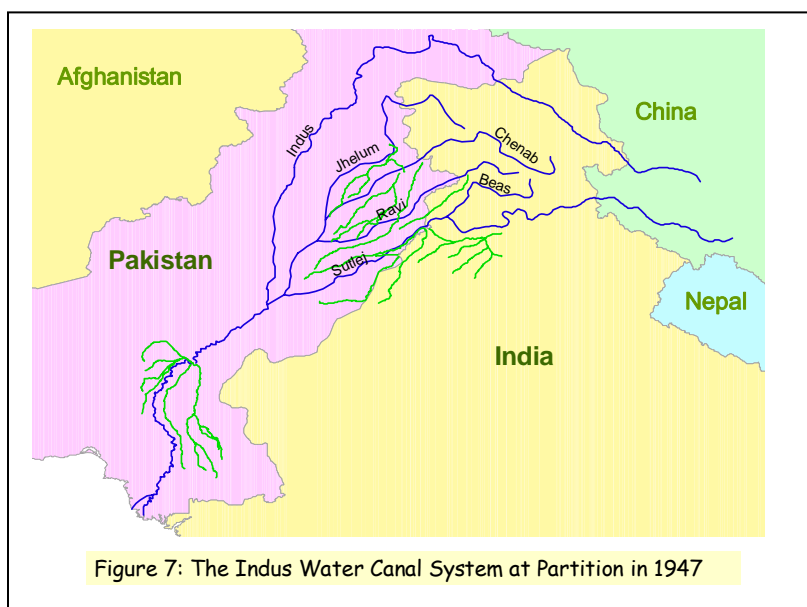 Afghanistan
China
Indus
Jhelum
Chenab
Beas
Ravi
Pakistan
Sutlej
Nepal
India
Figure 7: The Indus Water Canal System at Partition in 1947